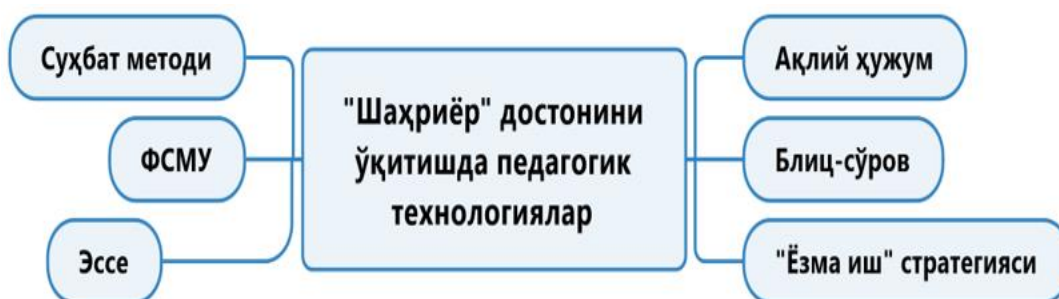 Суҳбат методи
ФСМУ
Эссе
"Шаҳриёр" достонини
ўқитишда педагогик
технологиялар
Ақлий ҳужум
Блиц-сўров
"Ёзма иш" стратегияси